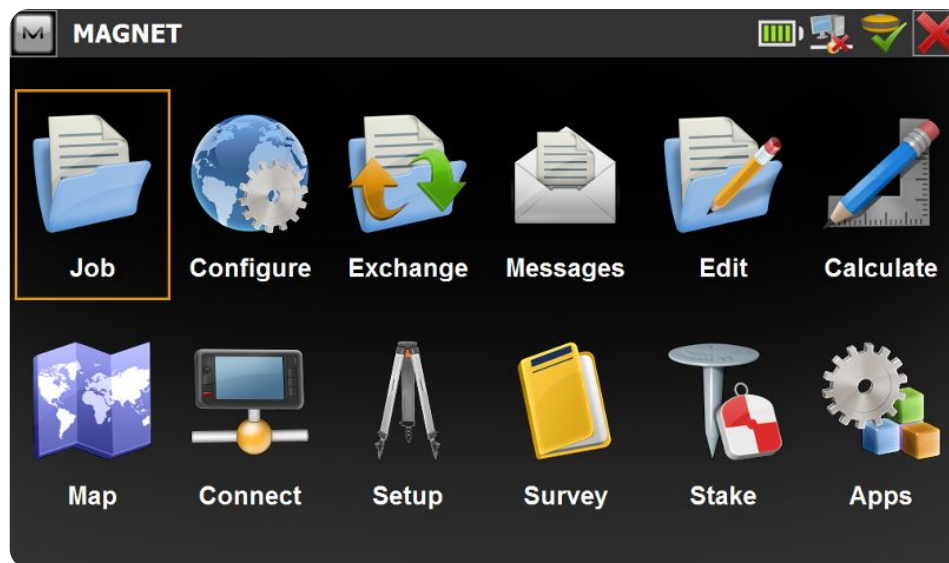 MAGNET
Job Configure Exchange Messages Edit Calculate
Map Connect Setup Survey Stake Apps